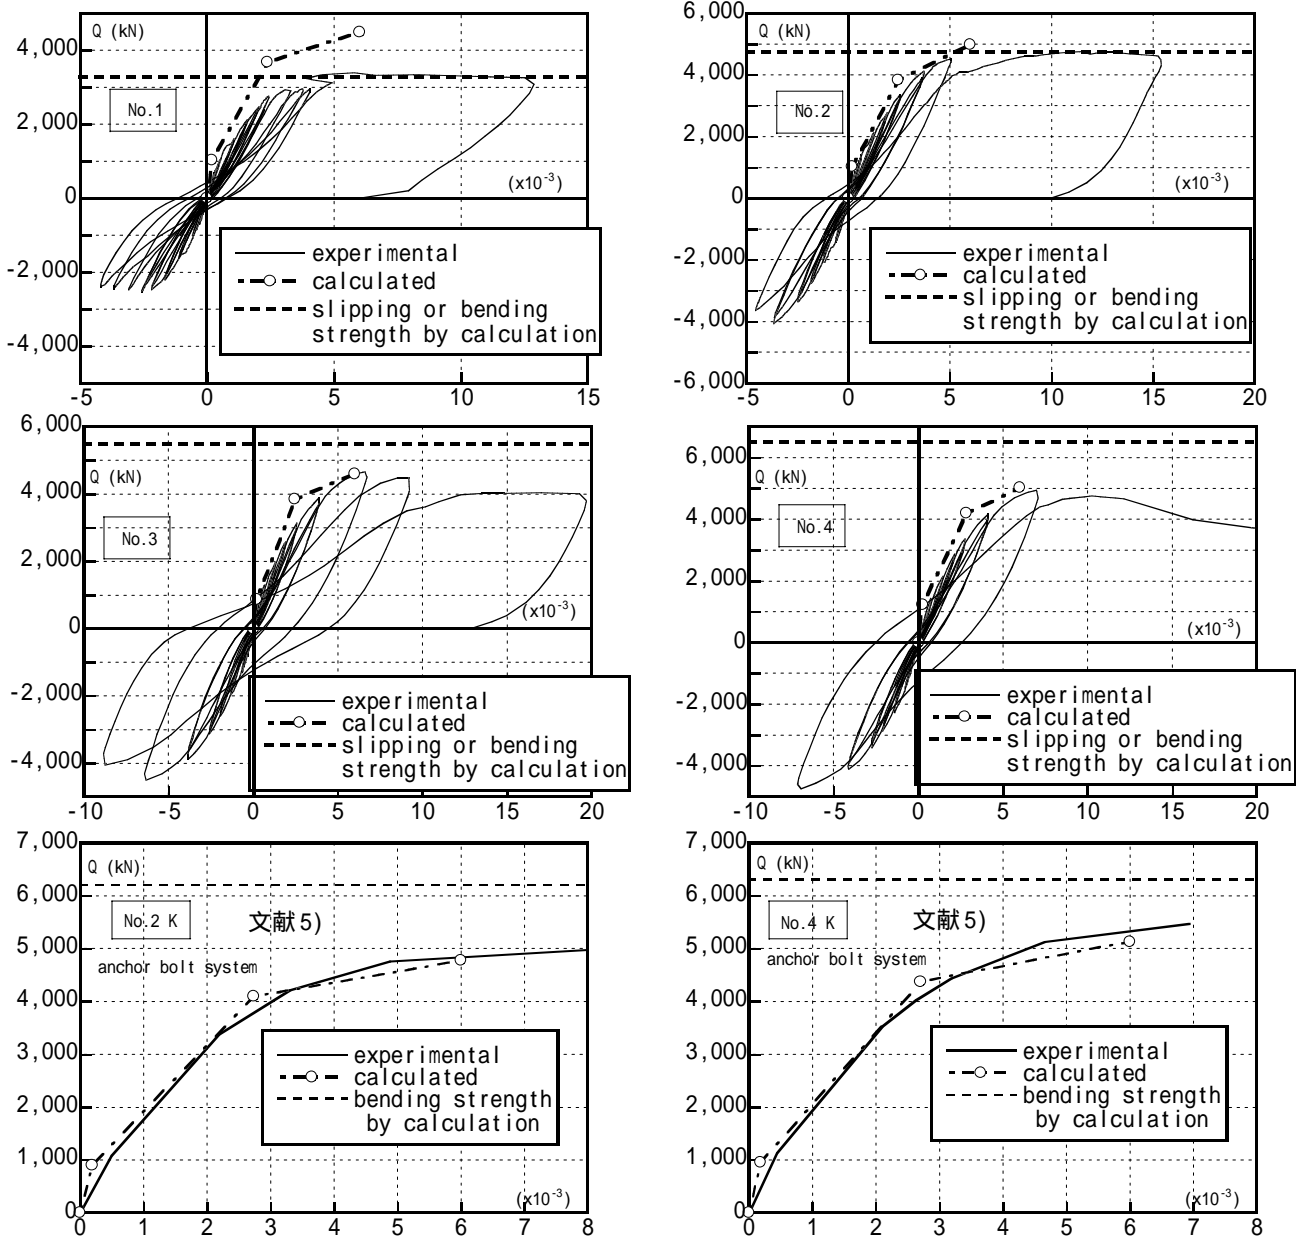 Q (kN)
4,000
2,000
0
-2,000
-4,000
No.1
(x10-3)
experimental
calculated
slipping or bending
strength by calculation
-5
0
5
10
15
6,000
Q (kN)
4,000
2,000
0
-2,000
-4,000
-6,000
No.2
(x10-3)
experimental
calculated
slipping or bending
strength by calculation
-5
0
5
10
15
20
6,000
Q (kN)
4,000
2,000
0
-2,000
-4,000
No.3
(x10-3)
experimental
calculated
slipping or bending
strength by calculation
-10
-5
0
5
10
15
20
6,000
Q (kN)
4,000
2,000
0
-2,000
-4,000
No.4
(x10-3)
experimental
calculated
slipping or bending
strength by calculation
-10
-5
0
5
10
15
20
7,000
Q (kN)
6,000
5,000
4,000
3,000
2,000
1,000
0
No.2 K
文献5)
anchor bolt system
experimental
calculated
bending strength
by calculation
(x10-3)
0
1
2
3
4
5
6
7
8
7,000
Q (kN)
6,000
5,000
4,000
3,000
2,000
1,000
0
No.4 K
文献5)
anchor bolt system
experimental
calculated
bending strength
by calculation
(x10-3)
0
1
2
3
4
5
6
7
8